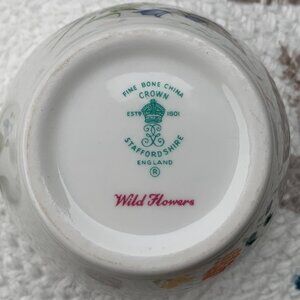 FINE BONE CHINA
CROWN
ESTD 1801
STAFFORDSHIRE
ENGLAND
®
Wild Flowers